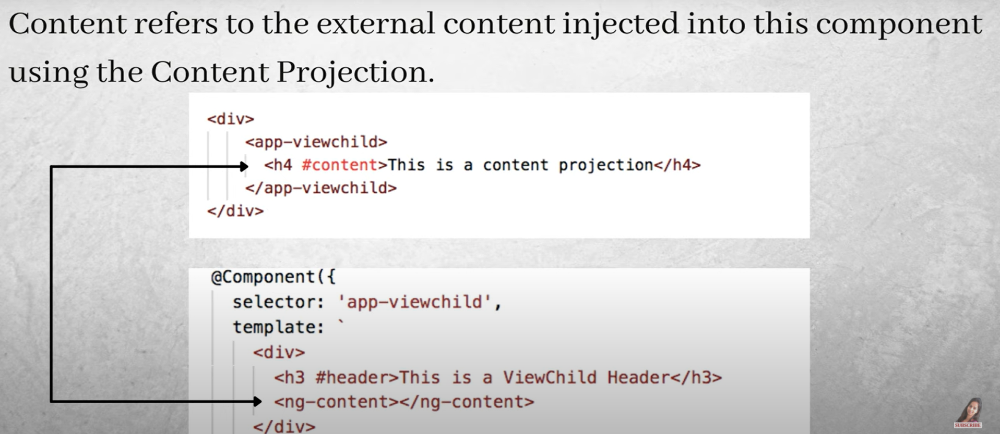 Content refers to the external content injected into this component
using the Content Projection.
<div>
<app-viewchild>
<h4 #content>This is a content projection</h4>
</app-viewchild>
</div>
@Component({
selector: 'app-viewchild',
template: `
<div>
<h3 #header>This is a ViewChild Header</h3>
<ng-content></ng-content>
</div>
SUBSCRIBE